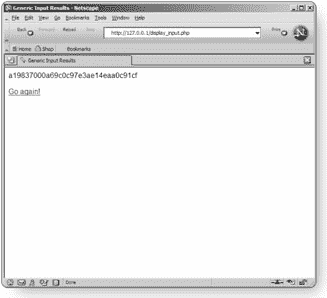 Generic Input Results - Netscape
File Edit View Go Bookmarks Tools Window Help
Back Forward Reload Stop http://127.0.0.1/display_input.php Print
Home Shop Bookmarks
Generic Input Results
a19837000a69c0c97e3ae14eaa0c91cf
Go again!
Done